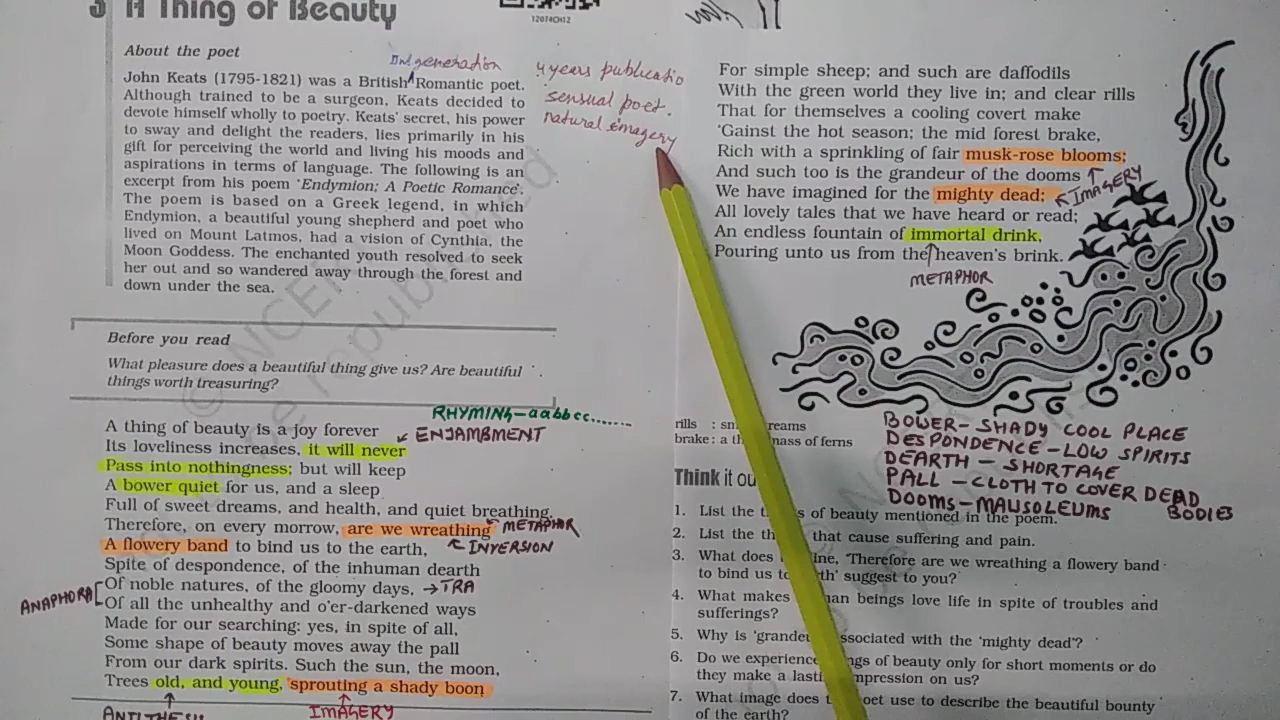 3 A Thing of Beauty
12074CH12
About the poet
IInd generation
John Keats (1795-1821) was a British Romantic poet.
Although trained to be a surgeon, Keats decided to
devote himself wholly to poetry. Keats' secret, his power
to sway and delight the readers, lies primarily in his
gift for perceiving the world and living his moods and
aspirations in terms of language. The following is an
excerpt from his poem 'Endymion; A Poetic Romance'.
The poem is based on a Greek legend, in which
Endymion, a beautiful young shepherd and poet who
lived on Mount Latmos, had a vision of Cynthia, the
Moon Goddess. The enchanted youth resolved to seek
her out and so wandered away through the forest and
down under the sea.
4 years publicatio
sensual poet.
natural imagery
Before you read
What pleasure does a beautiful thing give us? Are beautiful
things worth treasuring?
RHYMING-aabbcc.......
A thing of beauty is a joy forever
Its loveliness increases, it will never
ENJAMBMENT
Pass into nothingness; but will keep
A bower quiet for us, and a sleep
Full of sweet dreams, and health, and quiet breathing.
Therefore, on every morrow, are we wreathing
METAPHOR
A flowery band to bind us to the earth,
INVERSION
Spite of despondence, of the inhuman dearth
Of noble natures, of the gloomy days, → TRA
ANAPHORA
Of all the unhealthy and o'er-darkened ways
Made for our searching: yes, in spite of all,
Some shape of beauty moves away the pall
From our dark spirits. Such the sun, the moon,
Trees old, and young, sprouting a shady boon
IMAGERY
For simple sheep; and such are daffodils
With the green world they live in; and clear rills
That for themselves a cooling covert make
'Gainst the hot season; the mid forest brake,
Rich with a sprinkling of fair musk-rose blooms;
And such too is the grandeur of the dooms
IMAGERY
We have imagined for the mighty dead;
All lovely tales that we have heard or read;
An endless fountain of immortal drink,
Pouring unto us from the heaven's brink.
METAPHOR
rills :
brake : a
mass of ferns
BOWER- SHADY COOL PLACE
DESPONDENCE-LOW SPIRITS
DEARTH - SHORTAGE
PALL - CLOTH TO COVER DEAD
BODIES
DOOMS-MAUSOLEUMS
Think it ou
1. List the of beauty mentioned in the poem.
2. List the that cause suffering and pain.
3. What does 'Therefore are we wreathing a flowery band
to bind us to suggest to you?
4. What makes beings love life in spite of troubles and
sufferings?
5. Why is associated with the 'mighty dead'?
6. Do we experience of beauty only for short moments or do
they make a impression on us?
7. What image does use to describe the beautiful bounty
of the earth?